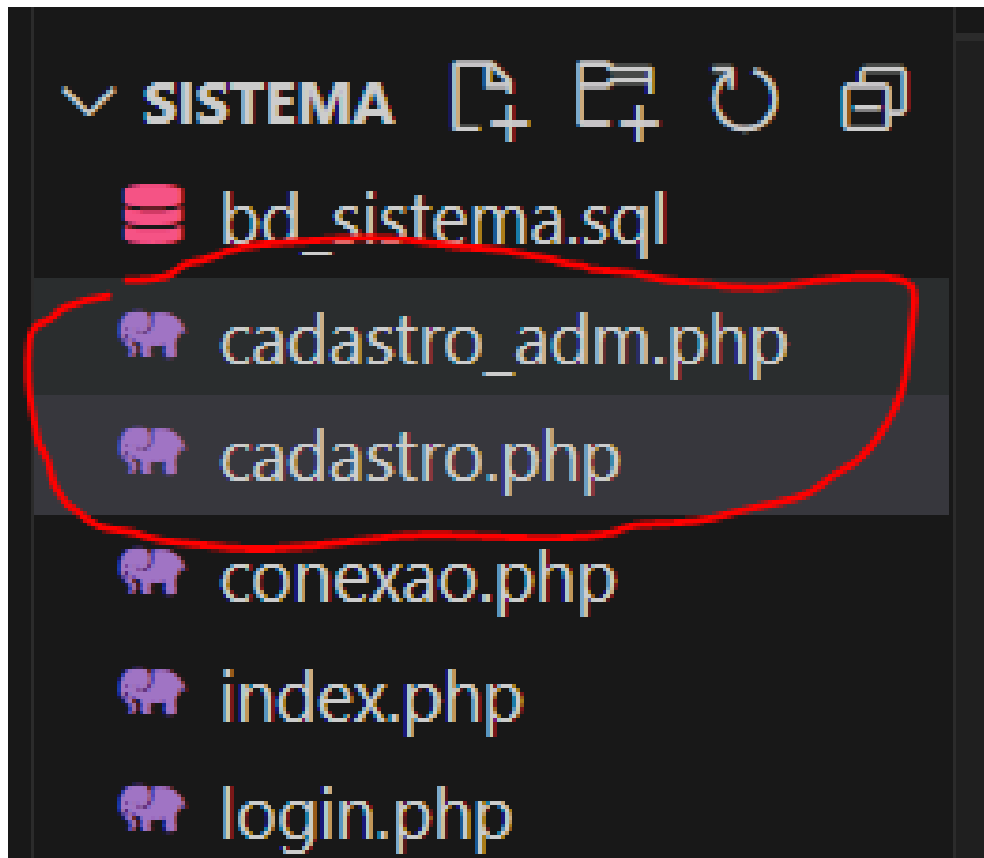 SISTEMA
bd_sistema.sql
cadastro_adm.php
cadastro.php
conexao.php
index.php
login.php